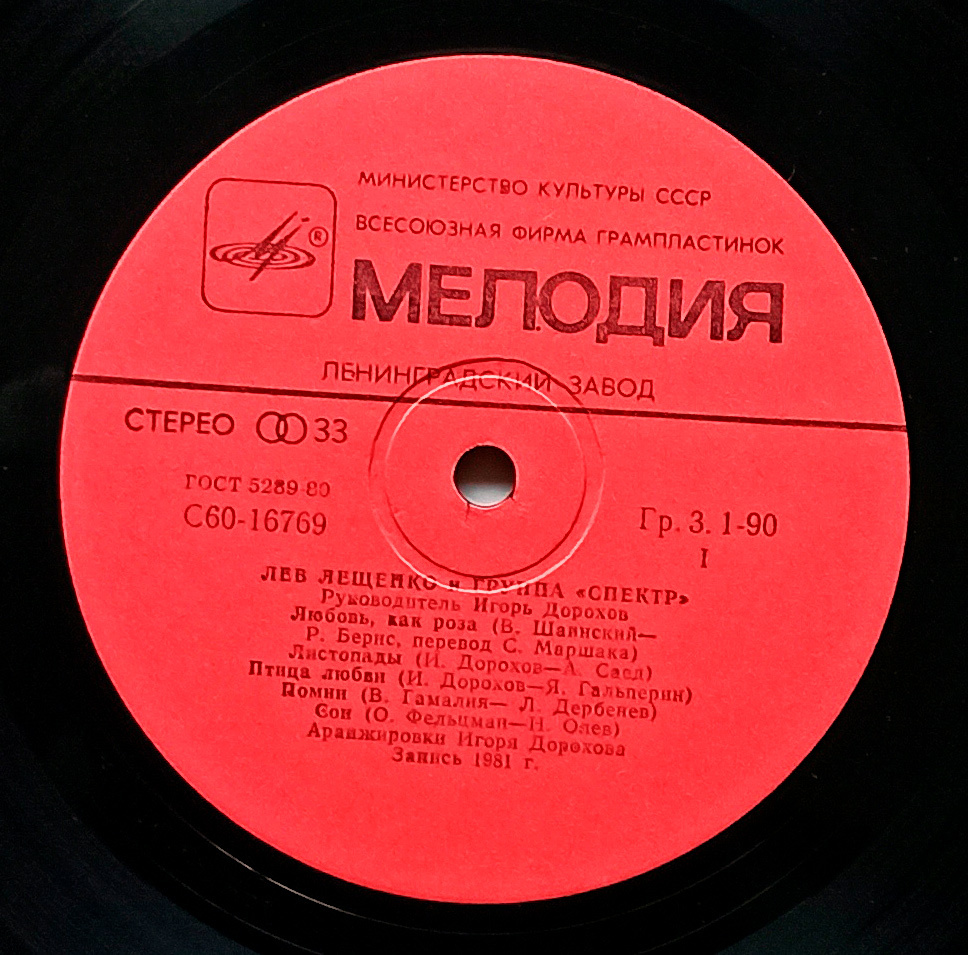 МИНИСТЕРСТВО КУЛЬТУРЫ СССР
ВСЕСОЮЗНАЯ ФИРМА ГРАМПЛАСТИНОК
®
МЕЛОДИЯ
ЛЕНИНГРАДСКИЙ ЗАВОД
СТЕРЕО 33
ГОСТ 5289-80
С60-16769
Гр. 3. 1-90
I
ЛЕВ ЛЕЩЕНКО и ГРУППА «СПЕКТР»
Руководитель Игорь Дорохов
Любовь, как роза (В. Шаинский—
Р. Бернс, перевод С. Маршака)
Листопады (И. Дорохов—А. Саед)
Птица любви (И. Дорохов—Я. Гальперин)
Помни (В. Гамалия— Л. Дербенев)
Сон (О. Фельцман—И. Олев)
Аранжировки Игоря Дорохова
Запись 1981 г.